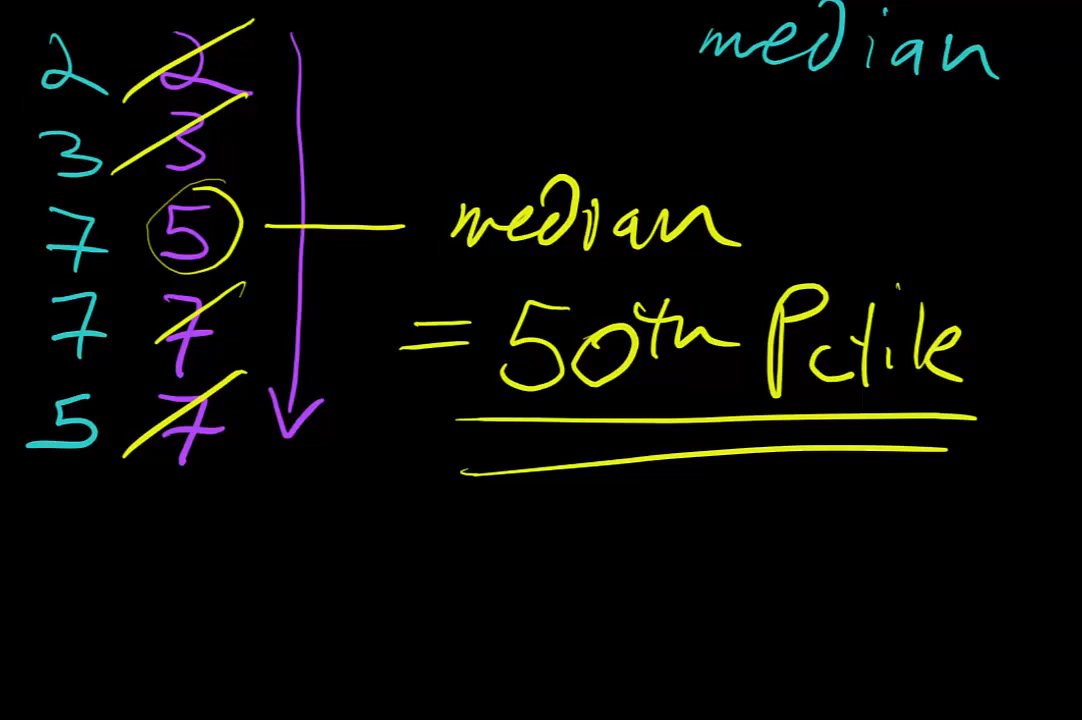 median
2 2
3 3
7 5 median
7 7 = 50th Pctile
5 7